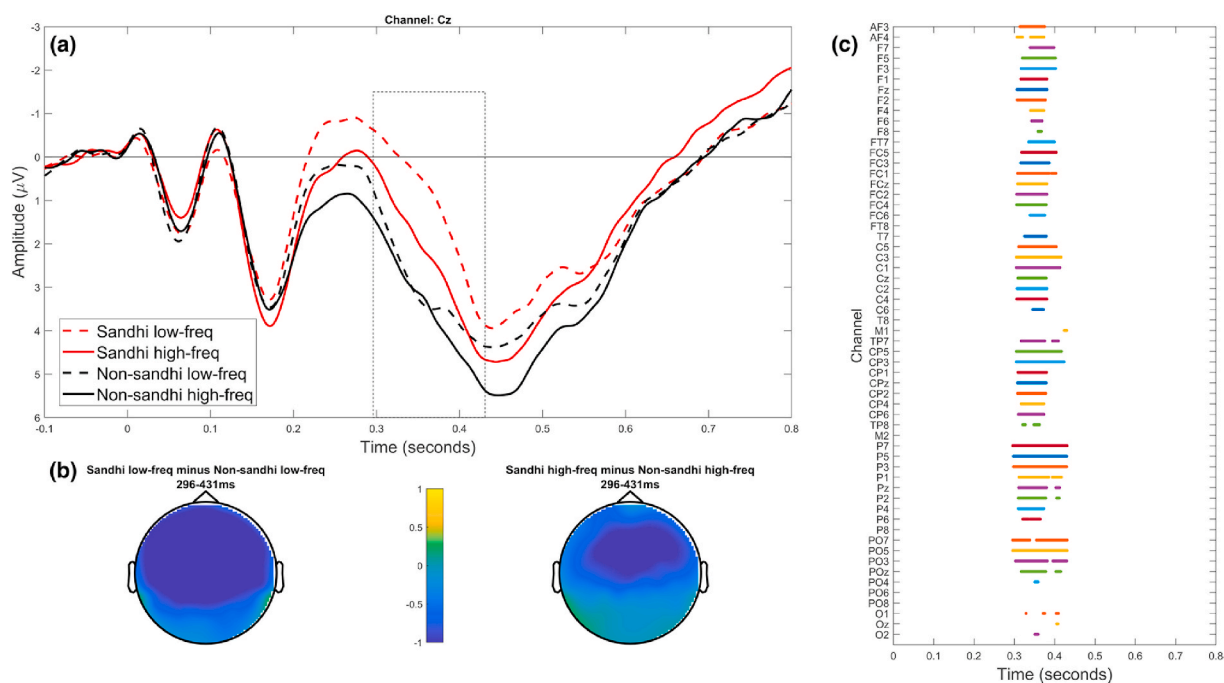 Channel: Cz
(a)
-3
-2
-1
0
1
2
3
4
5
6
Amplitude (μV)
Sandhi low-freq
Sandhi high-freq
Non-sandhi low-freq
Non-sandhi high-freq
-0.1 0 0.1 0.2 0.3 0.4 0.5 0.6 0.7 0.8
Time (seconds)
(b)
Sandhi low-freq minus Non-sandhi low-freq
296-431ms
1
0.5
0
-0.5
-1
Sandhi high-freq minus Non-sandhi high-freq
296-431ms
(c)
Channel
AF3
AF4
F7
F5
F3
F1
Fz
F2
F4
F6
F8
FT7
FC5
FC3
FC1
FCz
FC2
FC4
FC6
FT8
T7
C5
C3
C1
Cz
C2
C4
C6
T8
M1
TP7
CP5
CP3
CP1
CPz
CP2
CP4
CP6
TP8
M2
P7
P5
P3
P1
Pz
P2
P4
P6
P8
PO7
PO5
PO3
POz
PO4
PO6
PO8
O1
Oz
O2
0 0.1 0.2 0.3 0.4 0.5 0.6 0.7 0.8
Time (seconds)